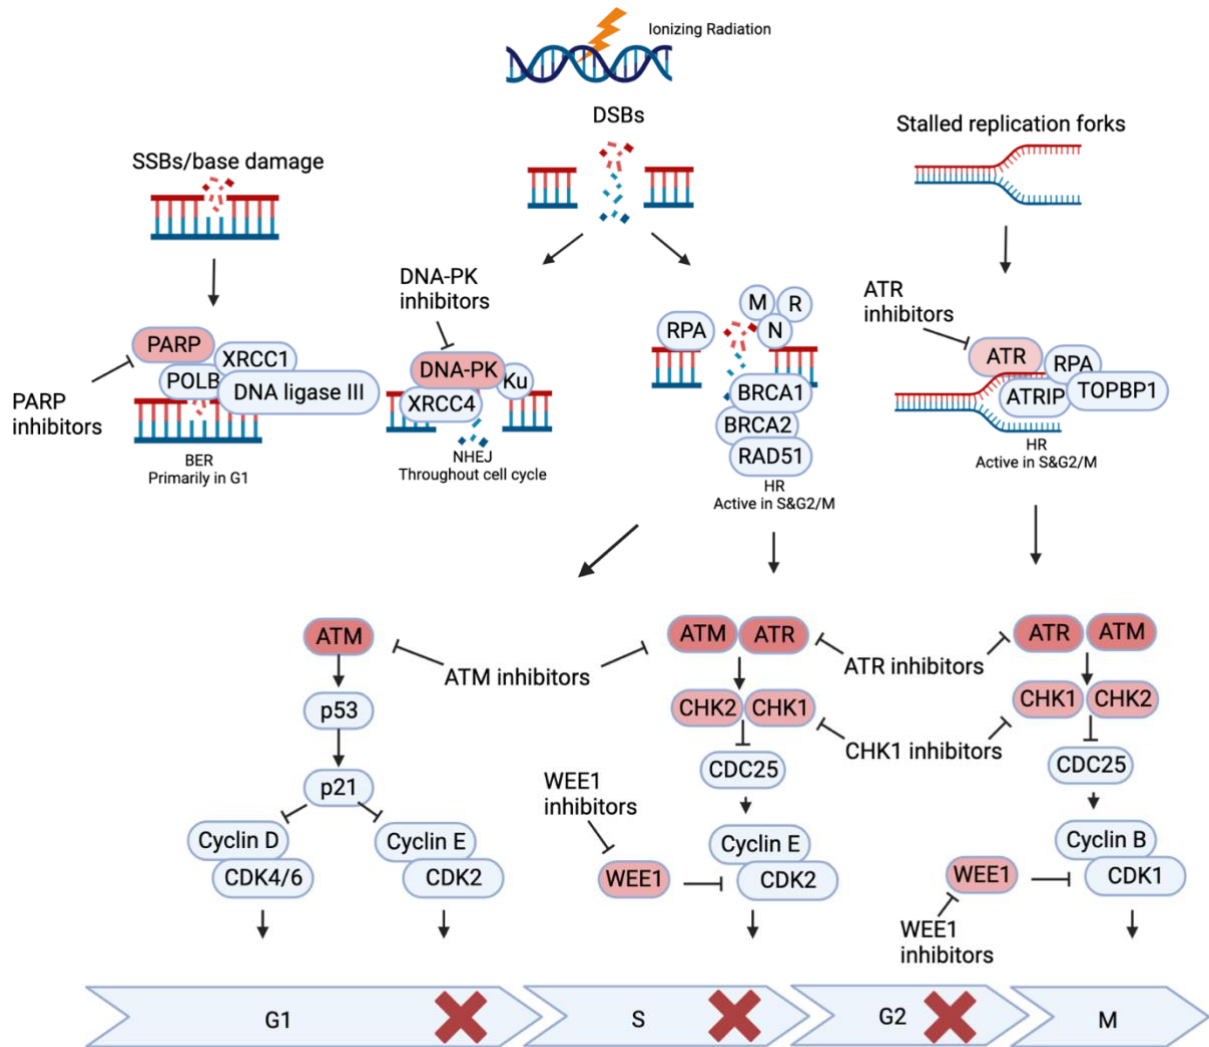 Ionizing Radiation
DSBs
Stalled replication forks
SSBs/base damage
DNA-PK
inhibitors
ATR
inhibitors
M
R
N
RPA
PARP
XRCC1
POLB
DNA ligase III
PARP
inhibitors
BER
Primarily in G1
DNA-PK
Ku
XRCC4
NHEJ
Throughout cell cycle
BRCA1
BRCA2
RAD51
HR
Active in S&G2/M
ATR
RPA
ATRIP
TOPBP1
HR
Active in S&G2/M
ATM
ATM inhibitors
ATM
ATR
ATR inhibitors
ATR
ATM
p53
CHK2
CHK1
CHK1 inhibitors
CHK1
CHK2
p21
CDC25
CDC25
WEE1
inhibitors
Cyclin D
CDK4/6
Cyclin E
CDK2
WEE1
Cyclin E
CDK2
WEE1
Cyclin B
CDK1
WEE1
inhibitors
G1
S
G2
M